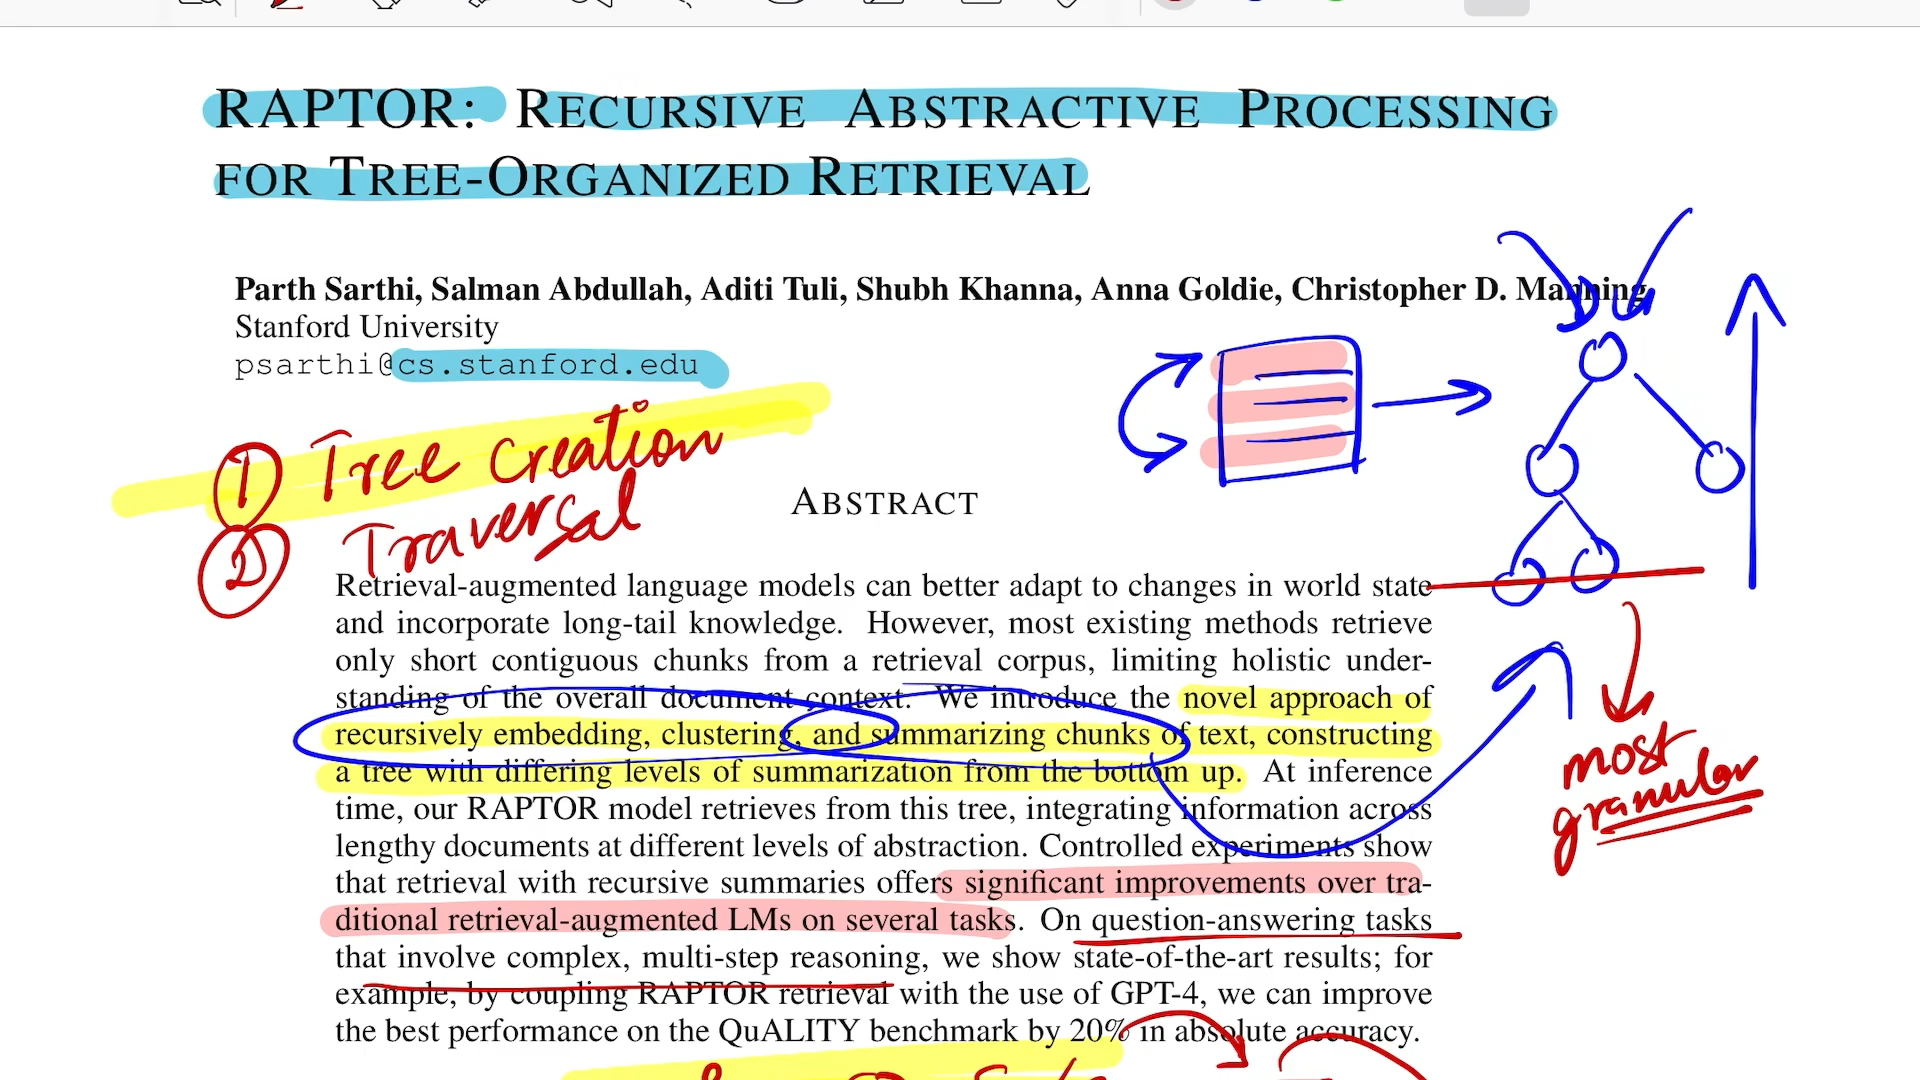 RAPTOR: RECURSIVE ABSTRACTIVE PROCESSING
FOR TREE-ORGANIZED RETRIEVAL
Parth Sarthi, Salman Abdullah, Aditi Tuli, Shubh Khanna, Anna Goldie, Christopher D. Manning
Stanford University
psarthi@cs.stanford.edu
1 Tree Creation
2 Traversal
ABSTRACT
Retrieval-augmented language models can better adapt to changes in world state
and incorporate long-tail knowledge. However, most existing methods retrieve
only short contiguous chunks from a retrieval corpus, limiting holistic under-
standing of the overall document context. We introduce the novel approach of
recursively embedding, clustering, and summarizing chunks of text, constructing
a tree with differing levels of summarization from the bottom up. At inference
time, our RAPTOR model retrieves from this tree, integrating information across
lengthy documents at different levels of abstraction. Controlled experiments show
that retrieval with recursive summaries offers significant improvements over tra-
ditional retrieval-augmented LMs on several tasks. On question-answering tasks
that involve complex, multi-step reasoning, we show state-of-the-art results; for
example, by coupling RAPTOR retrieval with the use of GPT-4, we can improve
the best performance on the QuALITY benchmark by 20% in absolute accuracy.
most
granular